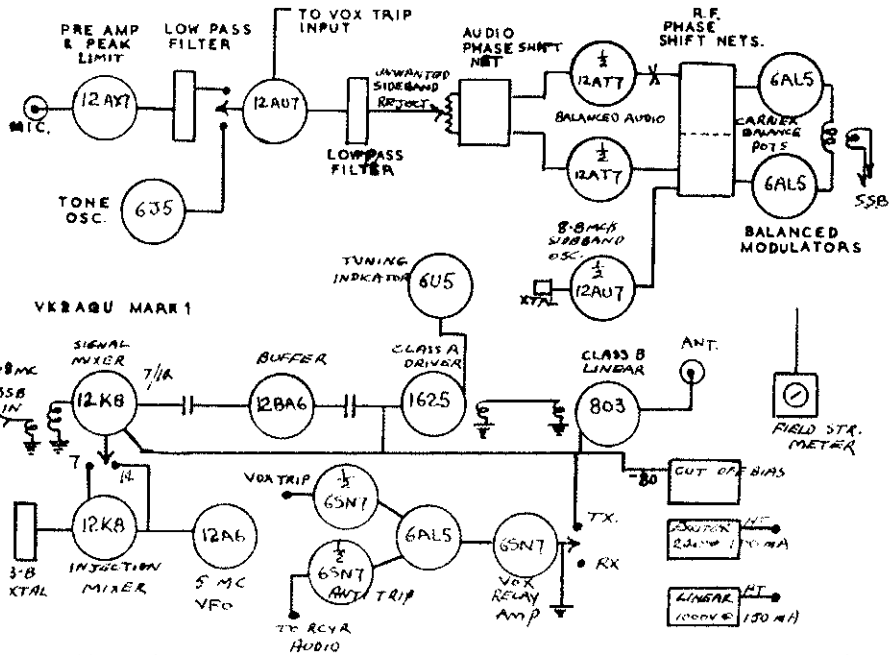 PRE AMP
& PEAK
LIMIT
LOW PASS
FILTER
TO VOX TRIP
INPUT
AUDIO
PHASE SHIFT
NET
R.F.
PHASE
SHIFT NETS.
12AX7
MIC.
12AU7
UNWANTED
SIDEBAND
REJECT
LOW PASS
FILTER
1/2
12AT7
BALANCED AUDIO
1/2
12AT7
6AL5
CARRIER
BALANCE
POTS
6AL5
S.S.B
BALANCED
MODULATORS
TONE
OSC.
6J5
8.8MC/S
SIDEBAND
OSC.
XTAL
1/2
12AU7
TUNING
INDICATOR
6U5
VK2AQU MARK 1
SIGNAL
MIXER
7/14
BUFFER
CLASS A
DRIVER
CLASS B
LINEAR
ANT.
8MC
SSB
IN
12K8
12BA6
1625
803
FIELD STR.
METER
7
14
-80
CUT OFF BIAS
3.8
XTAL
12K8
INJECTION
MIXER
12A6
5 MC
VFO
VOX TRIP
1/2
6SN7
1/2
6SN7
ANTI TRIP
TO RCVR
AUDIO
6AL5
6SN7
VOX
RELAY
AMP
TX.
RX
HT
LINEAR
1000V @ 150 MA
HT